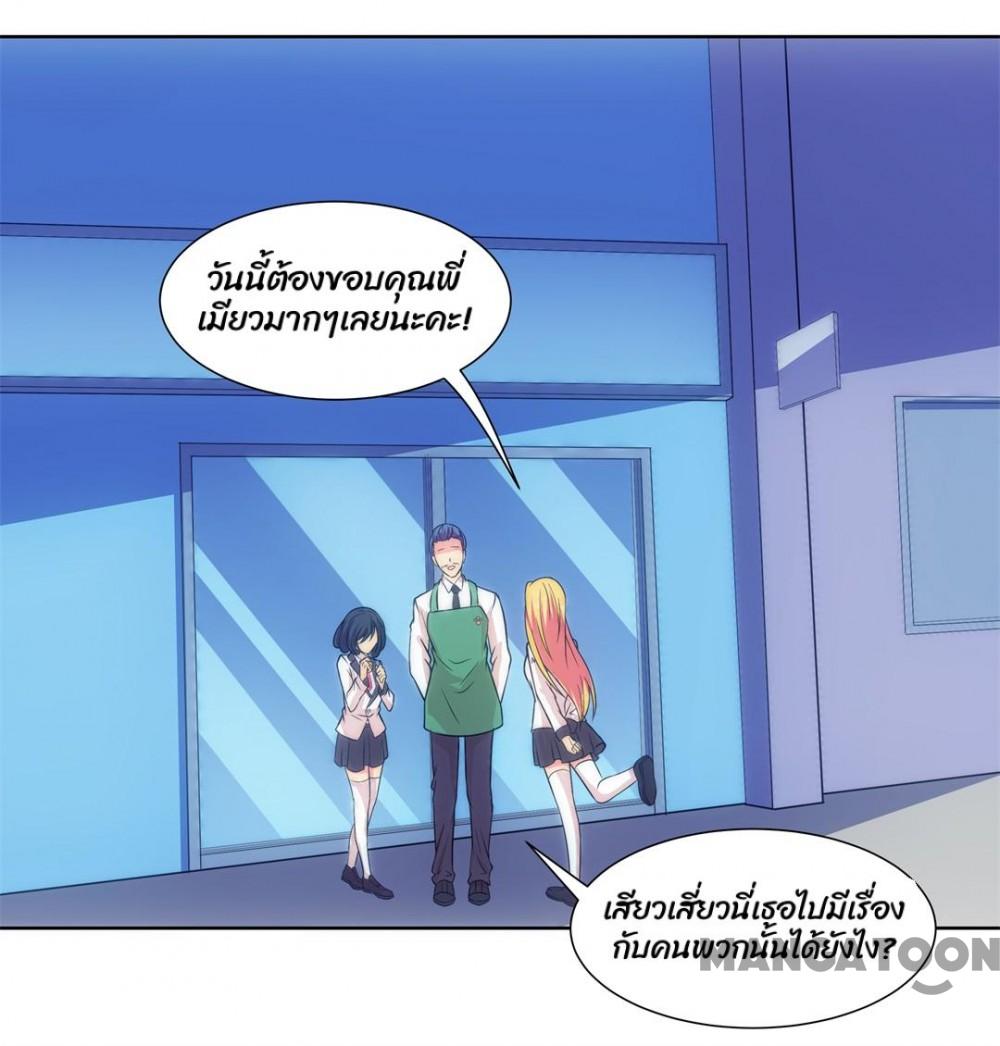 วันนี้ต้องขอบคุณพี่
เมี่ยวมากๆเลยนะคะ!
เสียวเสี่ยวนี่เธอไปมีเรื่อง
กับคนพวกนั้นได้ยังไง?
MANGATOON